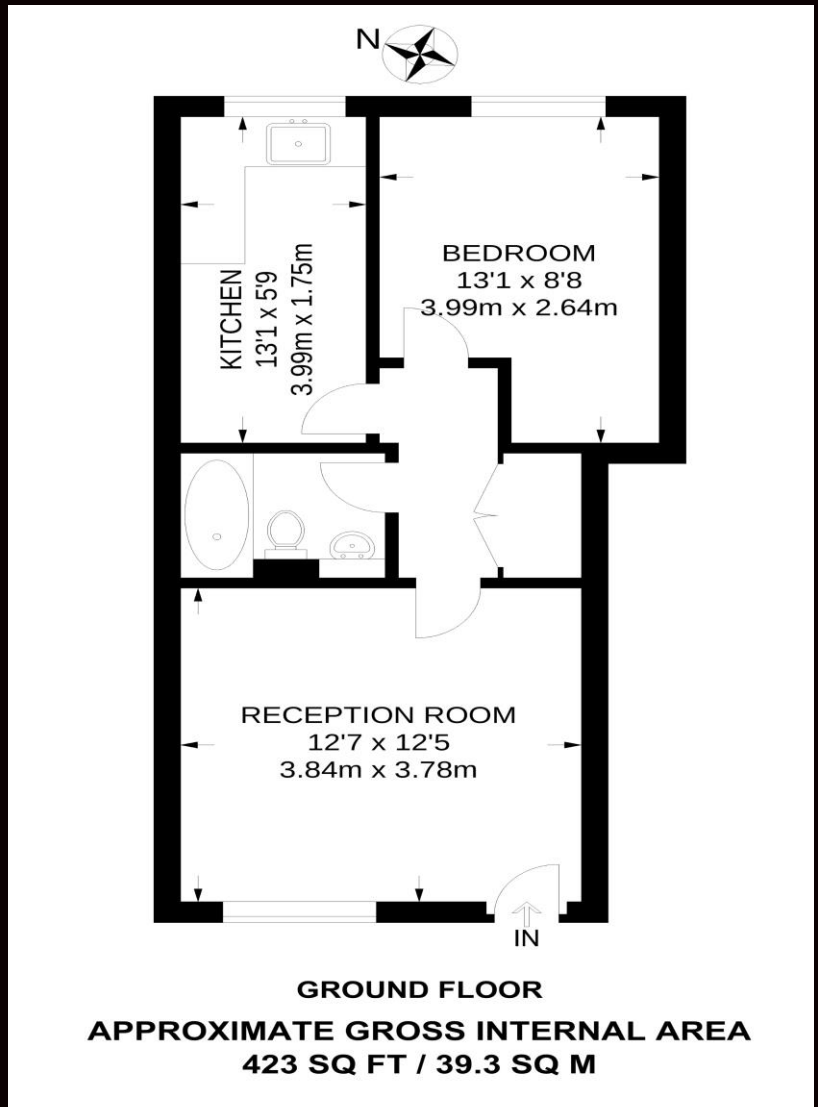 N
BEDROOM
13'1 x 8'8
3.99m x 2.64m
KITCHEN
13'1 x 5'9
3.99m x 1.75m
RECEPTION ROOM
12'7 x 12'5
3.84m x 3.78m
IN
GROUND FLOOR
APPROXIMATE GROSS INTERNAL AREA
423 SQ FT / 39.3 SQ M